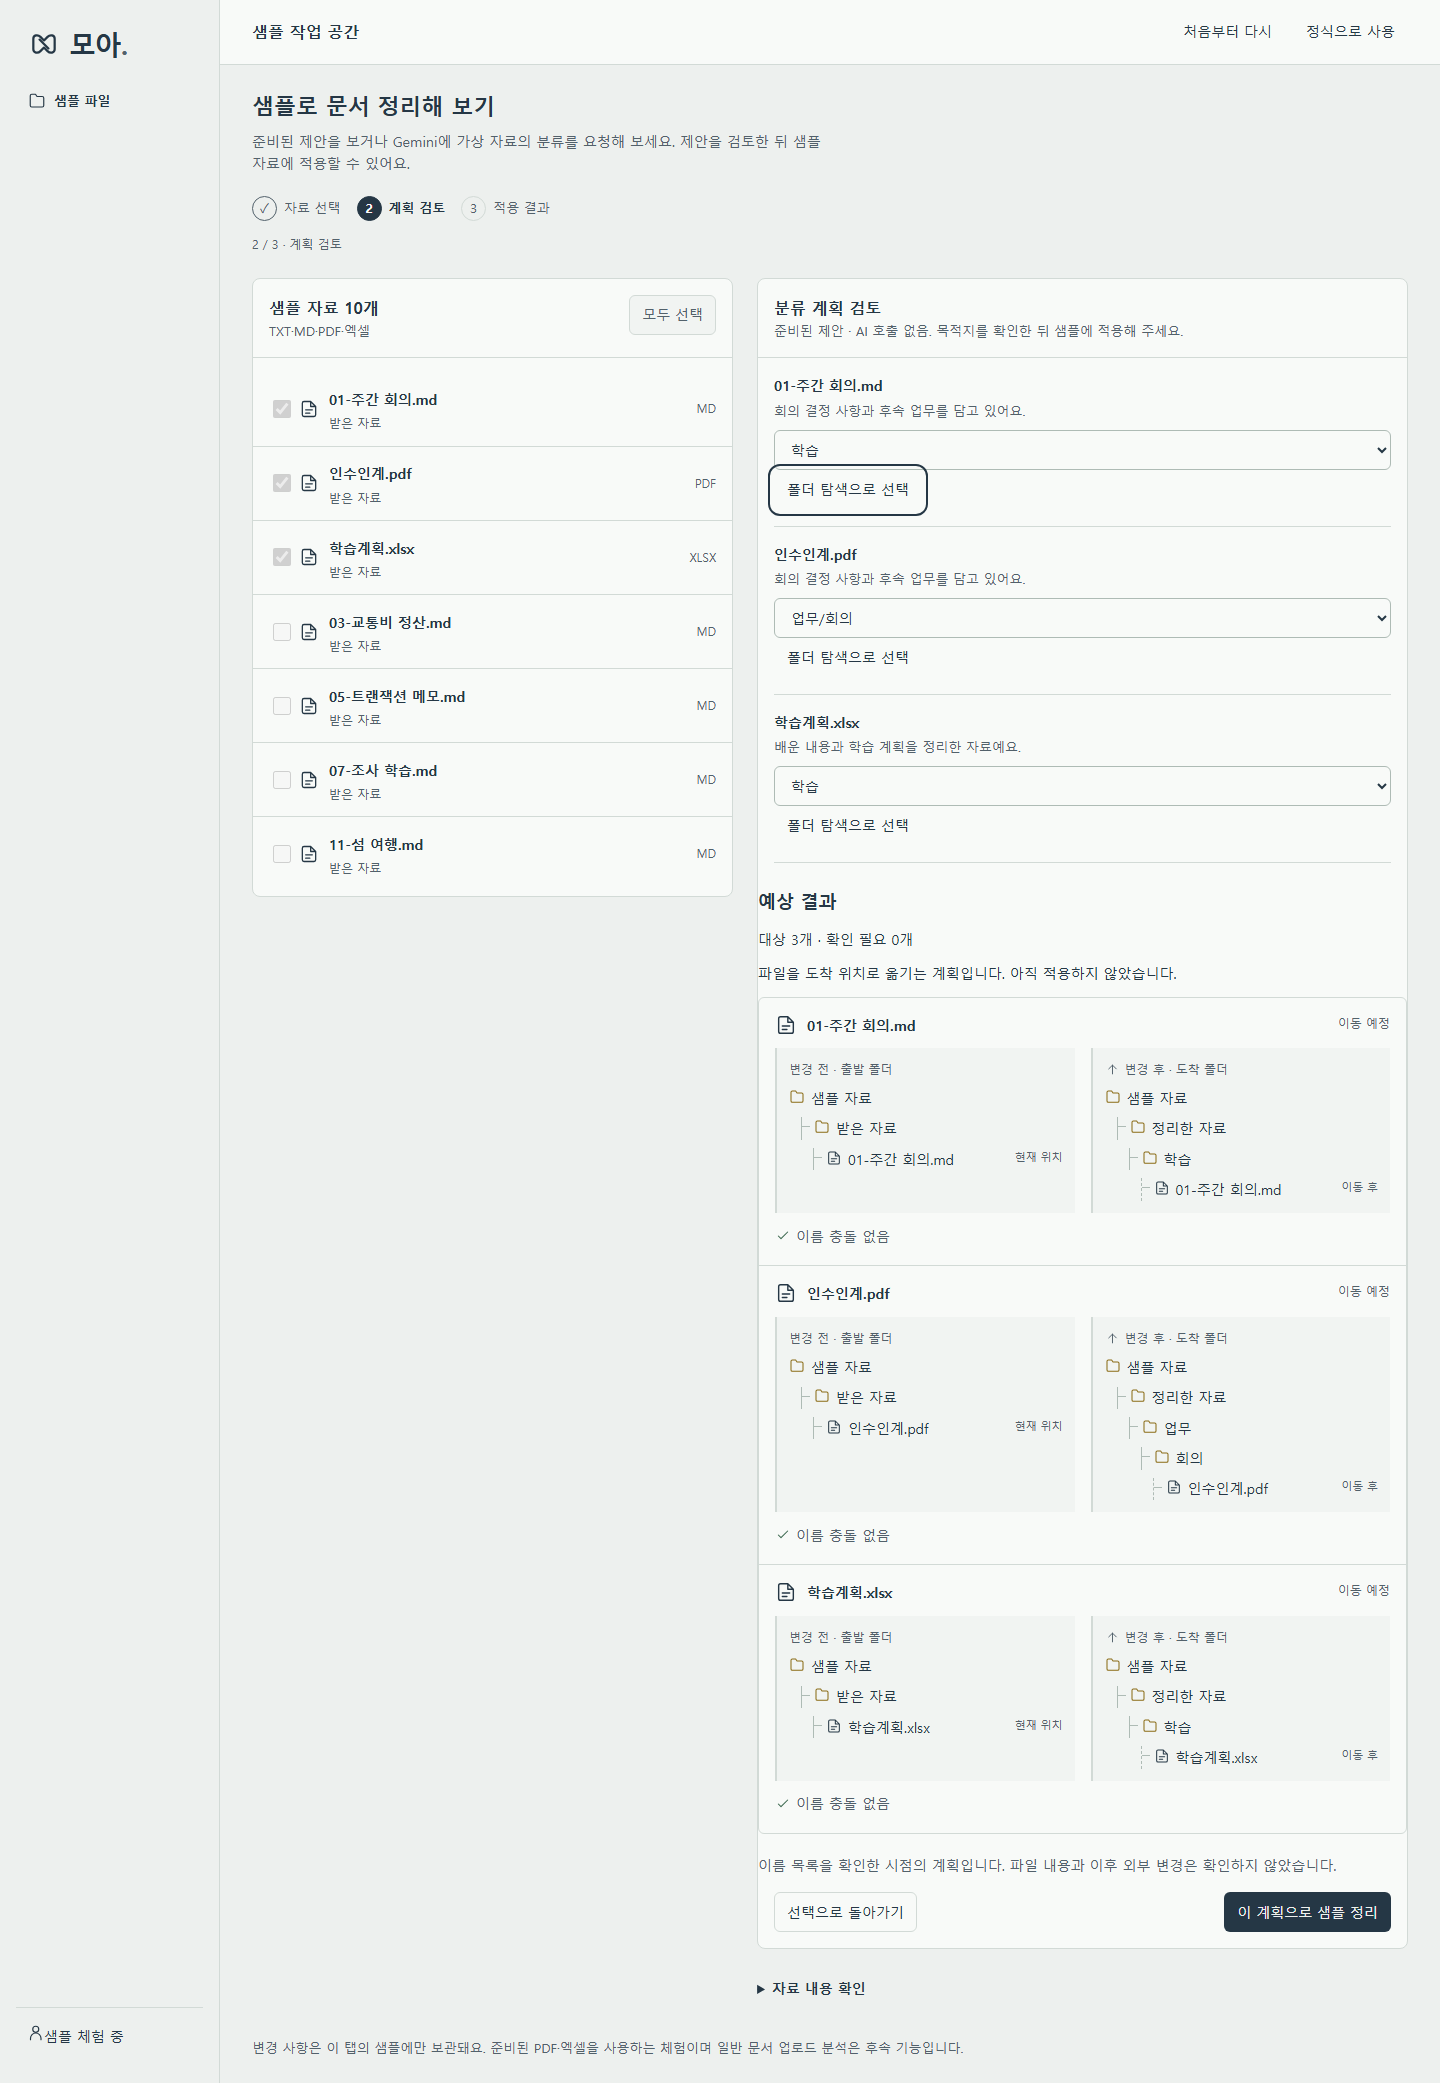 모아.
샘플 파일
샘플 작업 공간
처음부터 다시
정식으로 사용
샘플로 문서 정리해 보기
준비된 제안을 보거나 Gemini에 가상 자료의 분류를 요청해 보세요. 제안을 검토한 뒤 샘플
자료에 적용할 수 있어요.
자료 선택
2 계획 검토
3 적용 결과
2 / 3 · 계획 검토
샘플 자료 10개
TXT·MD·PDF·엑셀
모두 선택
01-주간 회의.md
받은 자료
MD
인수인계.pdf
받은 자료
PDF
학습계획.xlsx
받은 자료
XLSX
03-교통비 정산.md
받은 자료
MD
05-트랜잭션 메모.md
받은 자료
MD
07-조사 학습.md
받은 자료
MD
11-섬 여행.md
받은 자료
MD
분류 계획 검토
준비된 제안 · AI 호출 없음. 목적지를 확인한 뒤 샘플에 적용해 주세요.
01-주간 회의.md
회의 결정 사항과 후속 업무를 담고 있어요.
학습
폴더 탐색으로 선택
인수인계.pdf
회의 결정 사항과 후속 업무를 담고 있어요.
업무/회의
폴더 탐색으로 선택
학습계획.xlsx
배운 내용과 학습 계획을 정리한 자료예요.
학습
폴더 탐색으로 선택
예상 결과
대상 3개 · 확인 필요 0개
파일을 도착 위치로 옮기는 계획입니다. 아직 적용하지 않았습니다.
01-주간 회의.md
이동 예정
변경 전 · 출발 폴더
샘플 자료
받은 자료
01-주간 회의.md
현재 위치
변경 후 · 도착 폴더
샘플 자료
정리한 자료
학습
01-주간 회의.md
이동 후
이름 충돌 없음
인수인계.pdf
이동 예정
변경 전 · 출발 폴더
샘플 자료
받은 자료
인수인계.pdf
현재 위치
변경 후 · 도착 폴더
샘플 자료
정리한 자료
업무
회의
인수인계.pdf
이동 후
이름 충돌 없음
학습계획.xlsx
이동 예정
변경 전 · 출발 폴더
샘플 자료
받은 자료
학습계획.xlsx
현재 위치
변경 후 · 도착 폴더
샘플 자료
정리한 자료
학습
학습계획.xlsx
이동 후
이름 충돌 없음
이름 목록을 확인한 시점의 계획입니다. 파일 내용과 이후 외부 변경은 확인하지 않았습니다.
선택으로 돌아가기
이 계획으로 샘플 정리
자료 내용 확인
샘플 체험 중
변경 사항은 이 탭의 샘플에만 보관돼요. 준비된 PDF·엑셀을 사용하는 체험이며 일반 문서 업로드 분석은 후속 기능입니다.